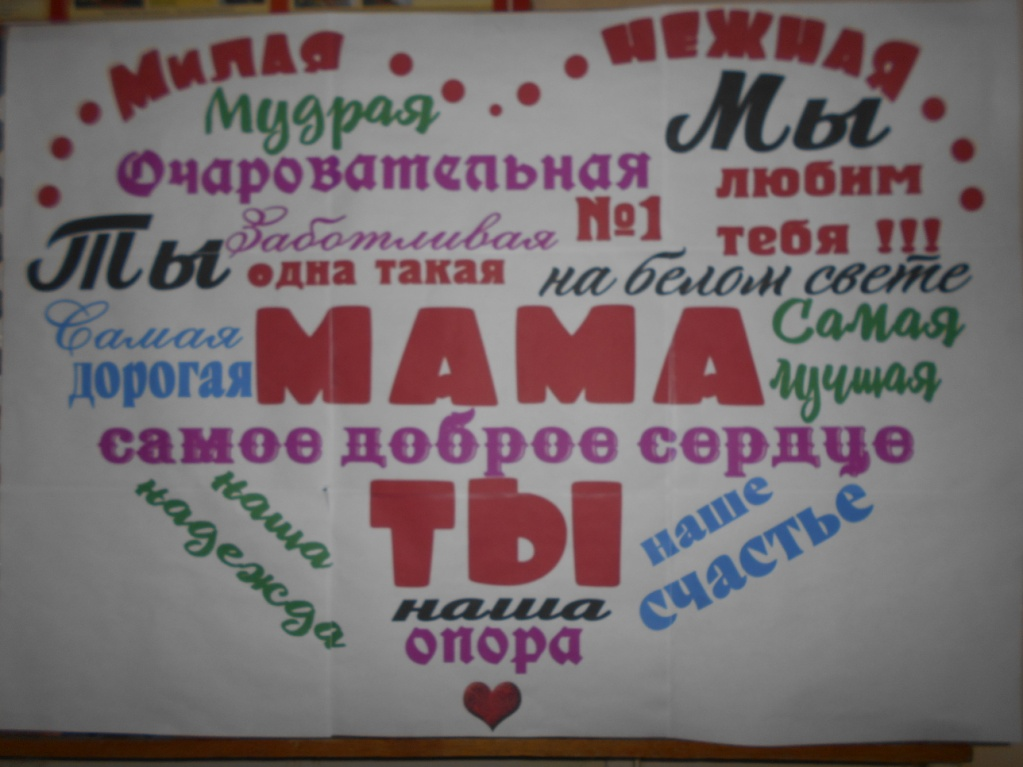 Милая
нежная
Мудрая
Мы
Очаровательная
любим
Заботливая
№1
тебя !!!
Ты
одна такая
на белом свете
Самая
дорогая
МАМА
Самая
лучшая
самое доброе сердце
наша
надежда
ТЫ
наше
счастье
наша
опора